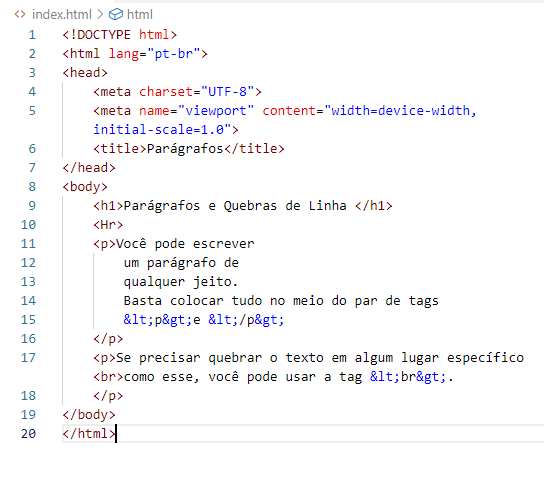 index.html > html
1 <!DOCTYPE html>
2 <html lang="pt-br">
3 <head>
4 <meta charset="UTF-8">
5 <meta name="viewport" content="width=device-width,
initial-scale=1.0">
6 <title>Parágrafos</title>
7 </head>
8 <body>
9 <h1>Parágrafos e Quebras de Linha </h1>
10 <Hr>
11 <p>Você pode escrever
12 um parágrafo de
13 qualquer jeito.
14 Basta colocar tudo no meio do par de tags
15 &lt;p&gt;e &lt;/p&gt;
16 </p>
17 <p>Se precisar quebrar o texto em algum lugar específico
<br>como esse, você pode usar a tag &lt;br&gt;.
18 </p>
19 </body>
20 </html>